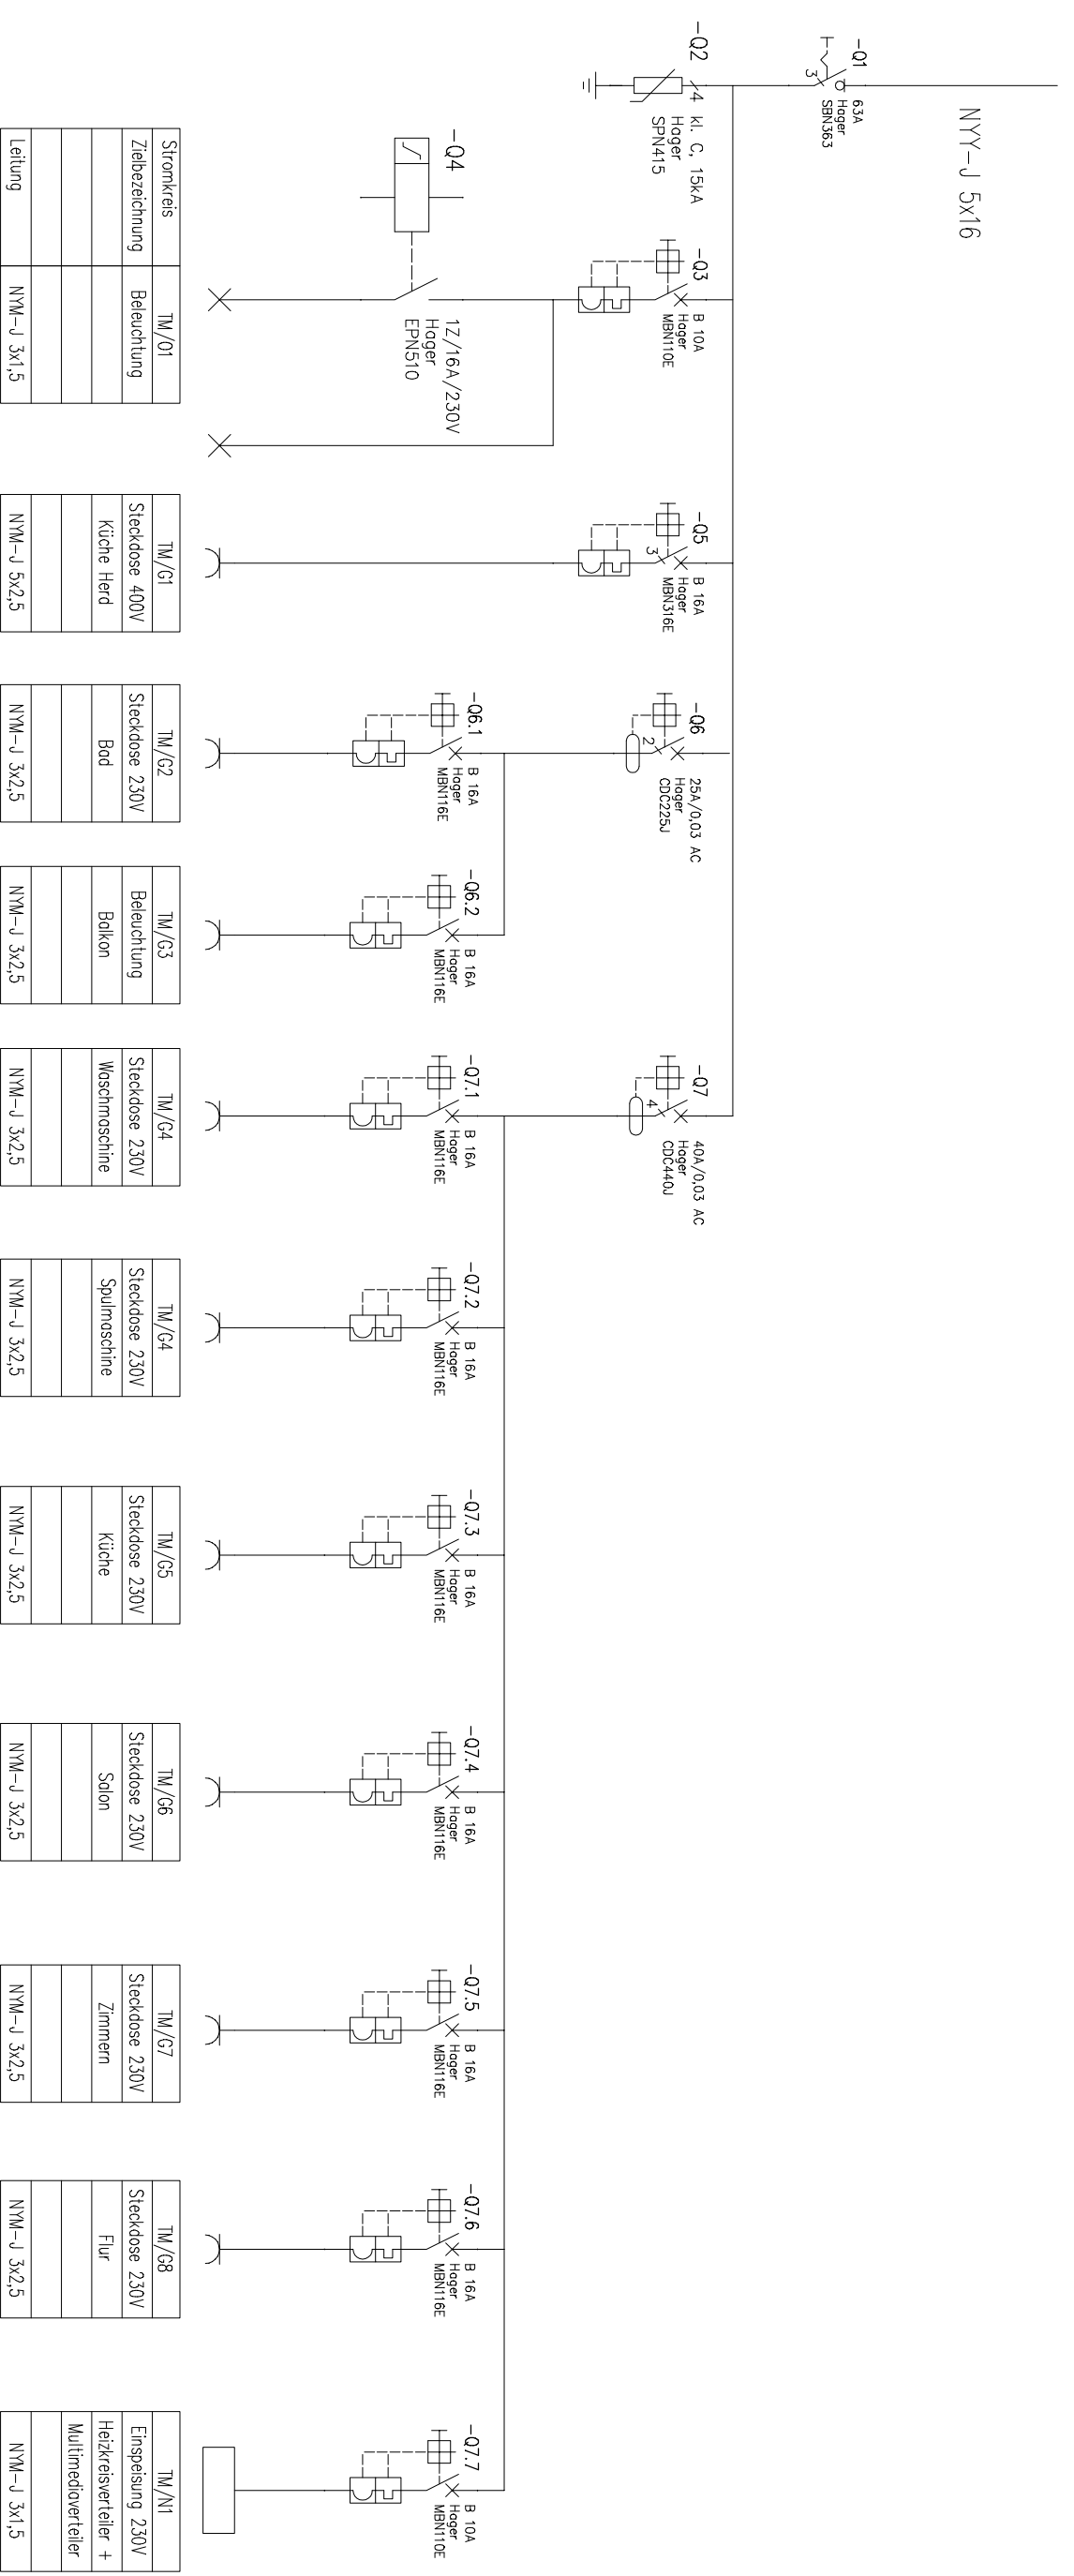 NYY-J 5x16
-Q1
63A
Hager
SBN363
3
-Q2
4
kl. C, 15kA
Hager
SPN415
-Q3
B 10A
Hager
MBN110E
-Q4
1Z/16A/230V
Hager
EPN510
-Q5
3
B 16A
Hager
MBN316E
-Q6
2
25A/0,03 AC
Hager
CDC225J
-Q6.1
B 16A
Hager
MBN116E
-Q6.2
B 16A
Hager
MBN116E
-Q7
4
40A/0,03 AC
Hager
CDC440J
-Q7.1
B 16A
Hager
MBN116E
-Q7.2
B 16A
Hager
MBN116E
-Q7.3
B 16A
Hager
MBN116E
-Q7.4
B 16A
Hager
MBN116E
-Q7.5
B 16A
Hager
MBN116E
-Q7.6
B 16A
Hager
MBN116E
-Q7.7
B 10A
Hager
MBN110E
Stromkreis
Zielbezeichnung
Leitung
TM/O1
Beleuchtung
NYM-J 3x1,5
TM/G1
Steckdose 400V
Küche Herd
NYM-J 5x2,5
TM/G2
Steckdose 230V
Bad
NYM-J 3x2,5
TM/G3
Beleuchtung
Balkon
NYM-J 3x2,5
TM/G4
Steckdose 230V
Waschmaschine
NYM-J 3x2,5
TM/G4
Steckdose 230V
Spulmaschine
NYM-J 3x2,5
TM/G5
Steckdose 230V
Küche
NYM-J 3x2,5
TM/G6
Steckdose 230V
Salon
NYM-J 3x2,5
TM/G7
Steckdose 230V
Zimmern
NYM-J 3x2,5
TM/G8
Steckdose 230V
Flur
NYM-J 3x2,5
TM/N1
Einspeisung 230V
Heizkreisverteiler +
Multimediaverteiler
NYM-J 3x1,5